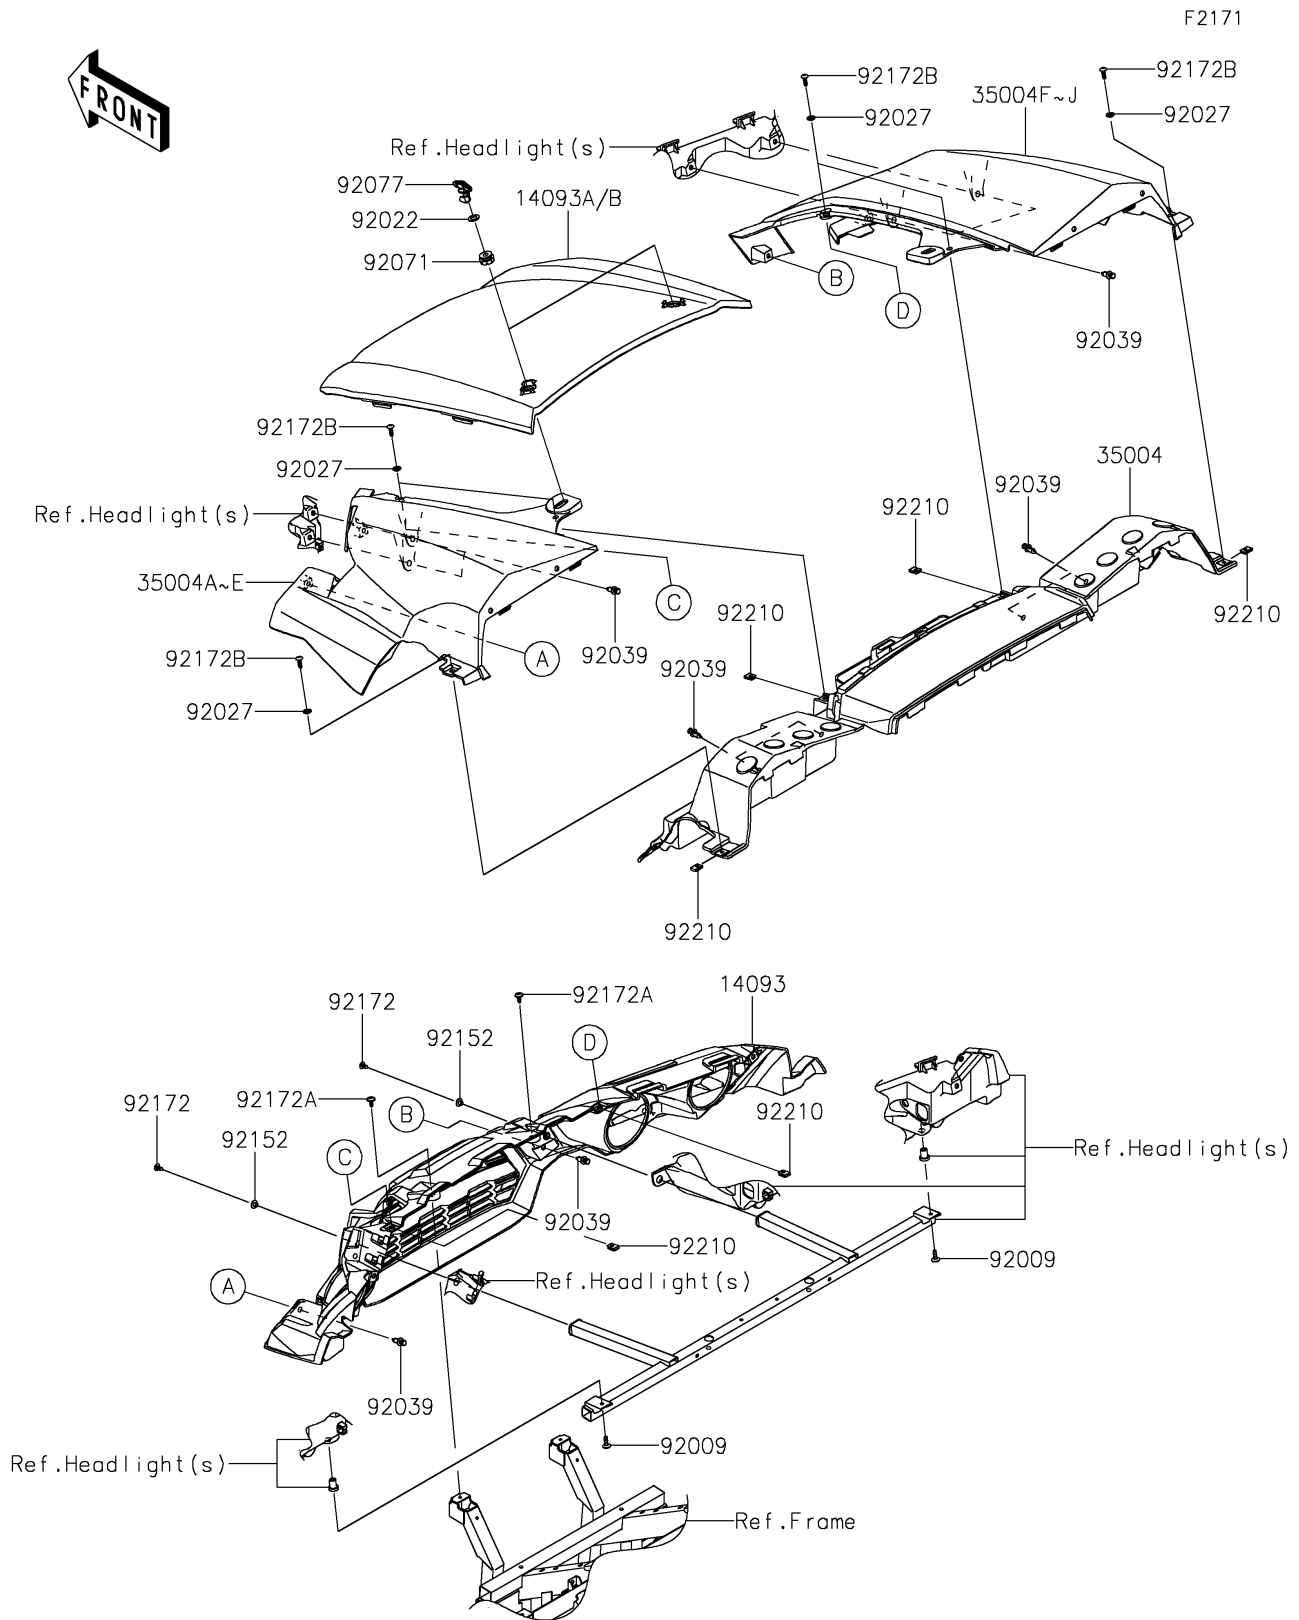 F2171
FRONT
92172B
92172B
35004F~J
92027
92027
Ref.Headlight(s)
92077
14093A/B
92022
92071
B
D
92039
92172B
35004
92027
92039
Ref.Headlight(s)
92210
35004A~E
C
92210
92210
A
92039
92172B
92039
92027
92210
14093
92172A
92172
92152
D
92172A
92210
92172
B
92152
Ref.Headlight(s)
C
92039
92210
92009
Ref.Headlight(s)
A
92039
92009
Ref.Headlight(s)
Ref.Frame